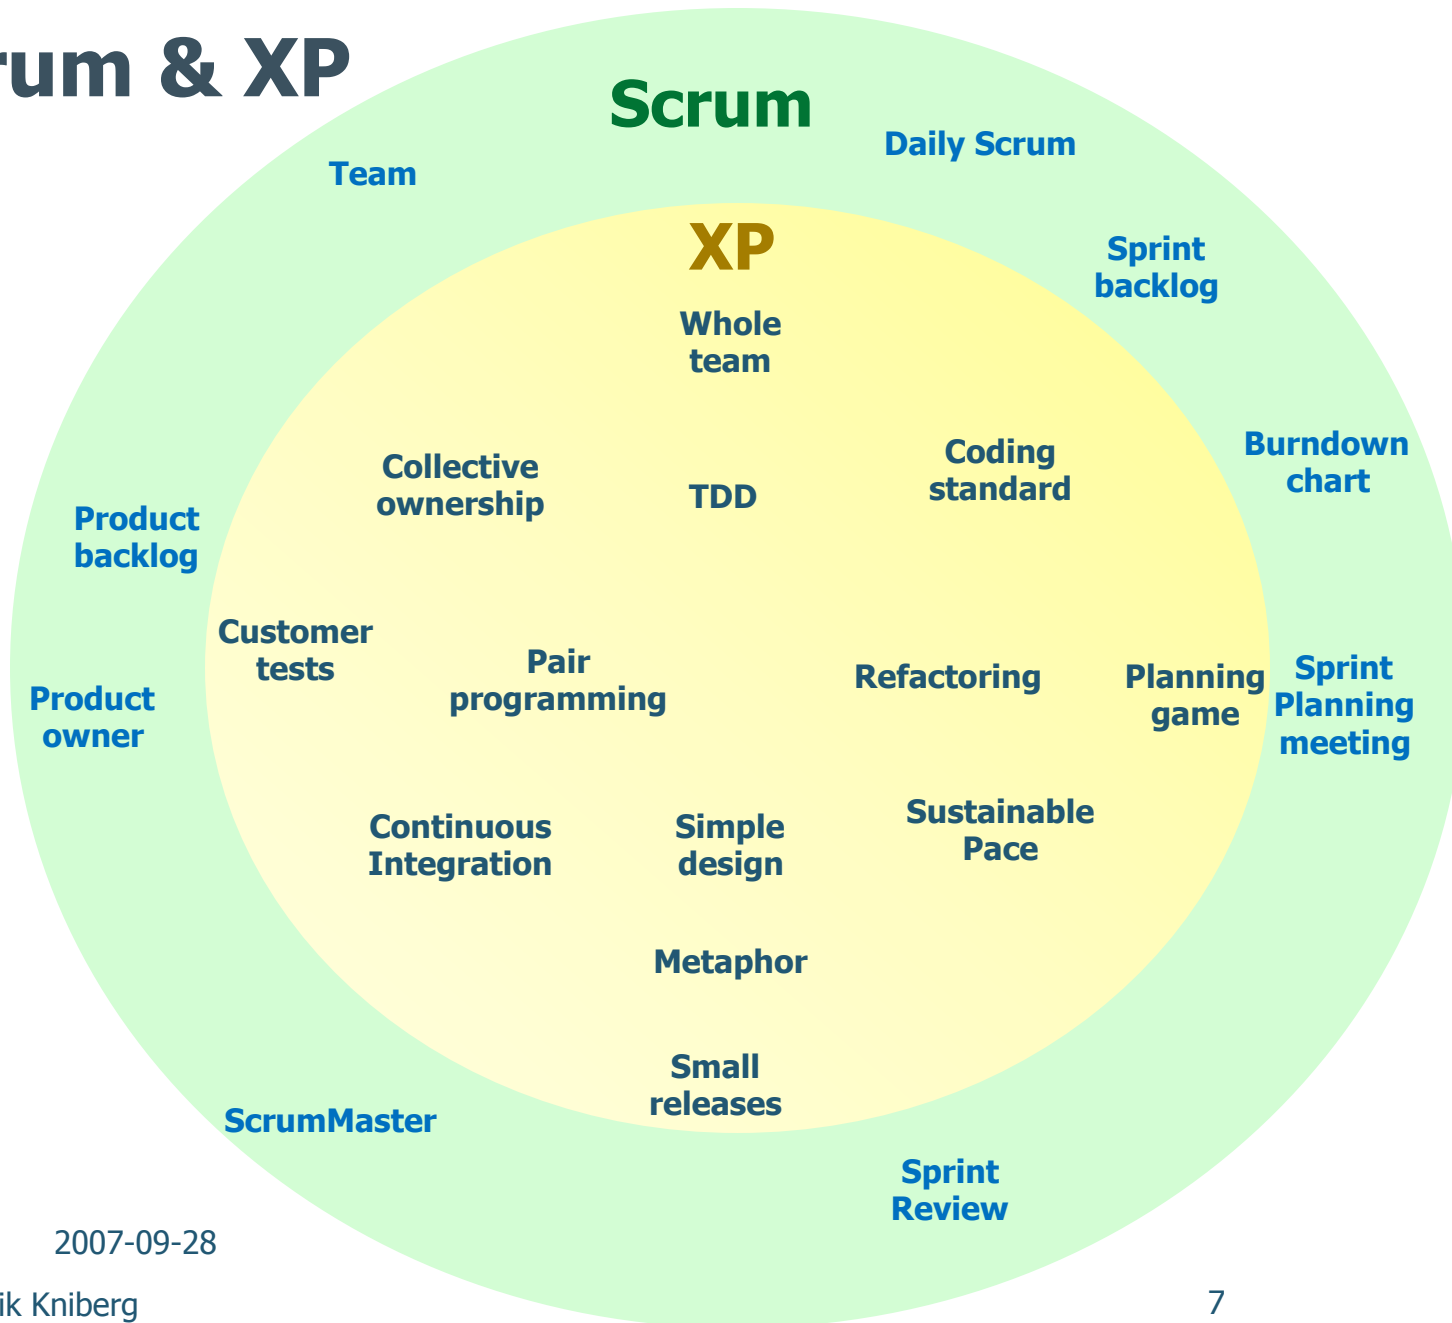 rum & XP
Scrum
Daily Scrum
Team
XP
Sprint
backlog
Whole
team
Collective
ownership
TDD
Coding
standard
Burndown
chart
Product
backlog
Customer
tests
Pair
programming
Refactoring
Planning
game
Sprint
Planning
meeting
Product
owner
Continuous
Integration
Simple
design
Sustainable
Pace
Metaphor
Small
releases
ScrumMaster
Sprint
Review
2007-09-28
ik Kniberg
7